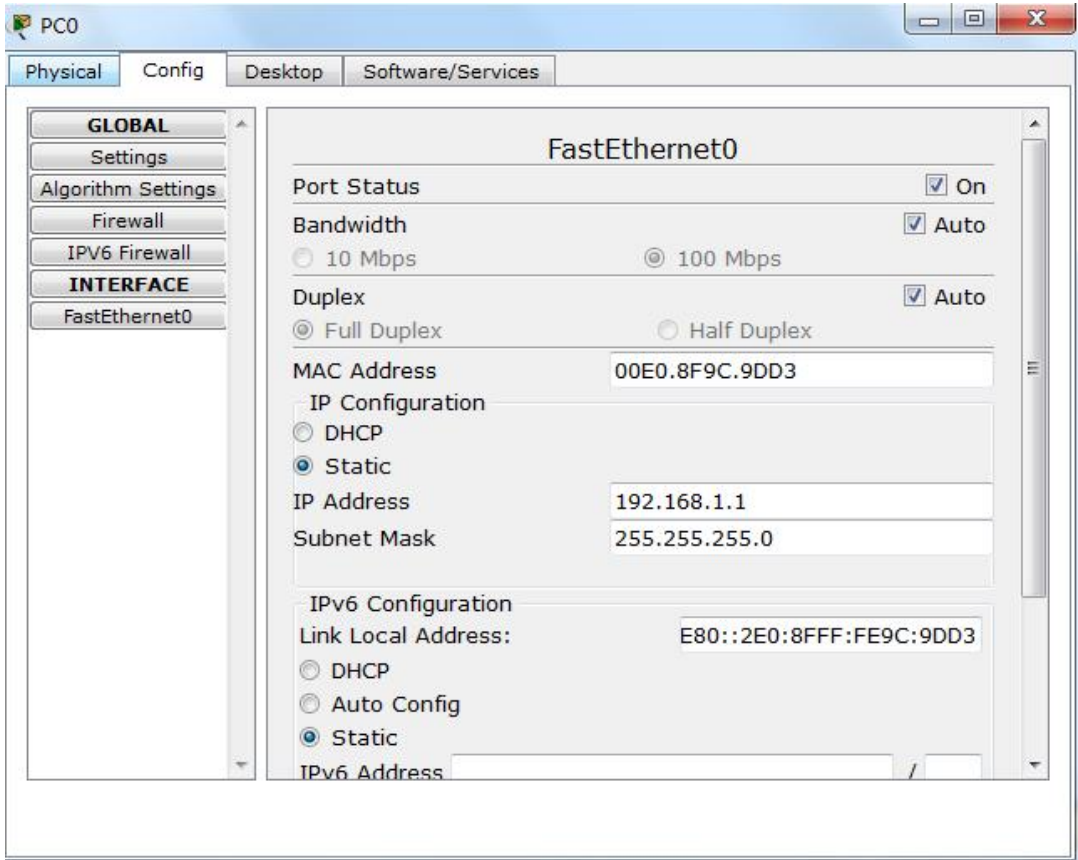 PC0
Physical Config Desktop Software/Services
GLOBAL
Settings
Algorithm Settings
Firewall
IPV6 Firewall
INTERFACE
FastEthernet0
FastEthernet0
Port Status On
Bandwidth Auto
10 Mbps 100 Mbps
Duplex Auto
Full Duplex Half Duplex
MAC Address 00E0.8F9C.9DD3
IP Configuration
DHCP
Static
IP Address 192.168.1.1
Subnet Mask 255.255.255.0
IPv6 Configuration
Link Local Address: E80::2E0:8FFF:FE9C:9DD3
DHCP
Auto Config
Static
IPv6 Address /